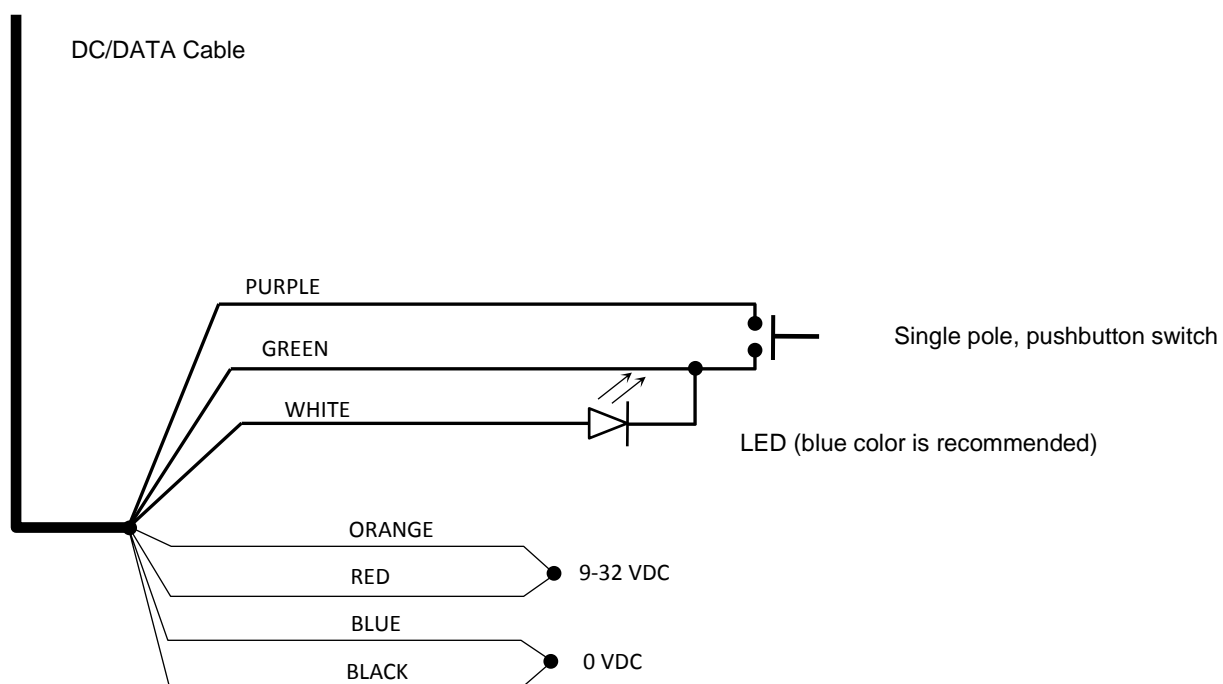 DC/DATA Cable
PURPLE
Single pole, pushbutton switch
GREEN
WHITE
LED (blue color is recommended)
ORANGE
9-32 VDC
RED
BLUE
0 VDC
BLACK